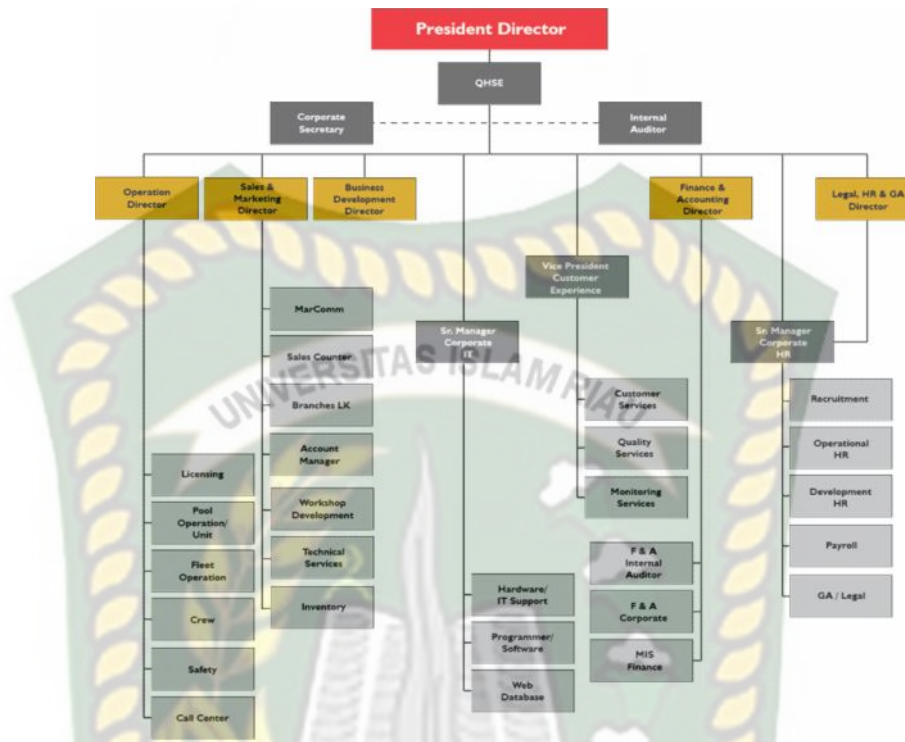 President Director
QHSE
Corporate
Secretary
Internal
Auditor
Operation
Director
Sales &
Marketing
Director
Business
Development
Director
Finance &
Accounting
Director
Legal, HR & GA
Director
Vice President
Customer
Experience
Sr. Manager
Corporate
IT
Sr. Manager
Corporate
HR
MarComm
Sales Counter
Branches LK
Account
Manager
Workshop
Development
Technical
Services
Inventory
Licensing
Pool
Operation/
Unit
Fleet
Operation
Crew
Safety
Call Center
Hardware/
IT Support
Programmer/
Software
Web
Database
Customer
Services
Quality
Services
Monitoring
Services
F & A
Internal
Auditor
F & A
Corporate
MIS
Finance
Recruitment
Operational
HR
Development
HR
Payroll
GA / Legal
UNIVERSITAS ISLAM RIAU